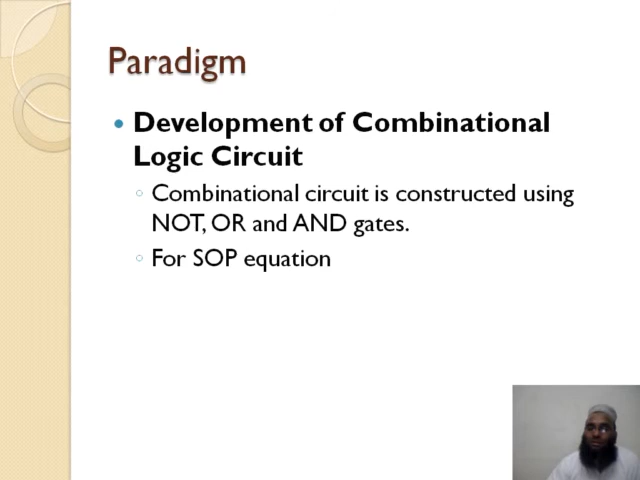 Paradigm
Development of Combinational
Logic Circuit
Combinational circuit is constructed using
NOT, OR and AND gates.
For SOP equation